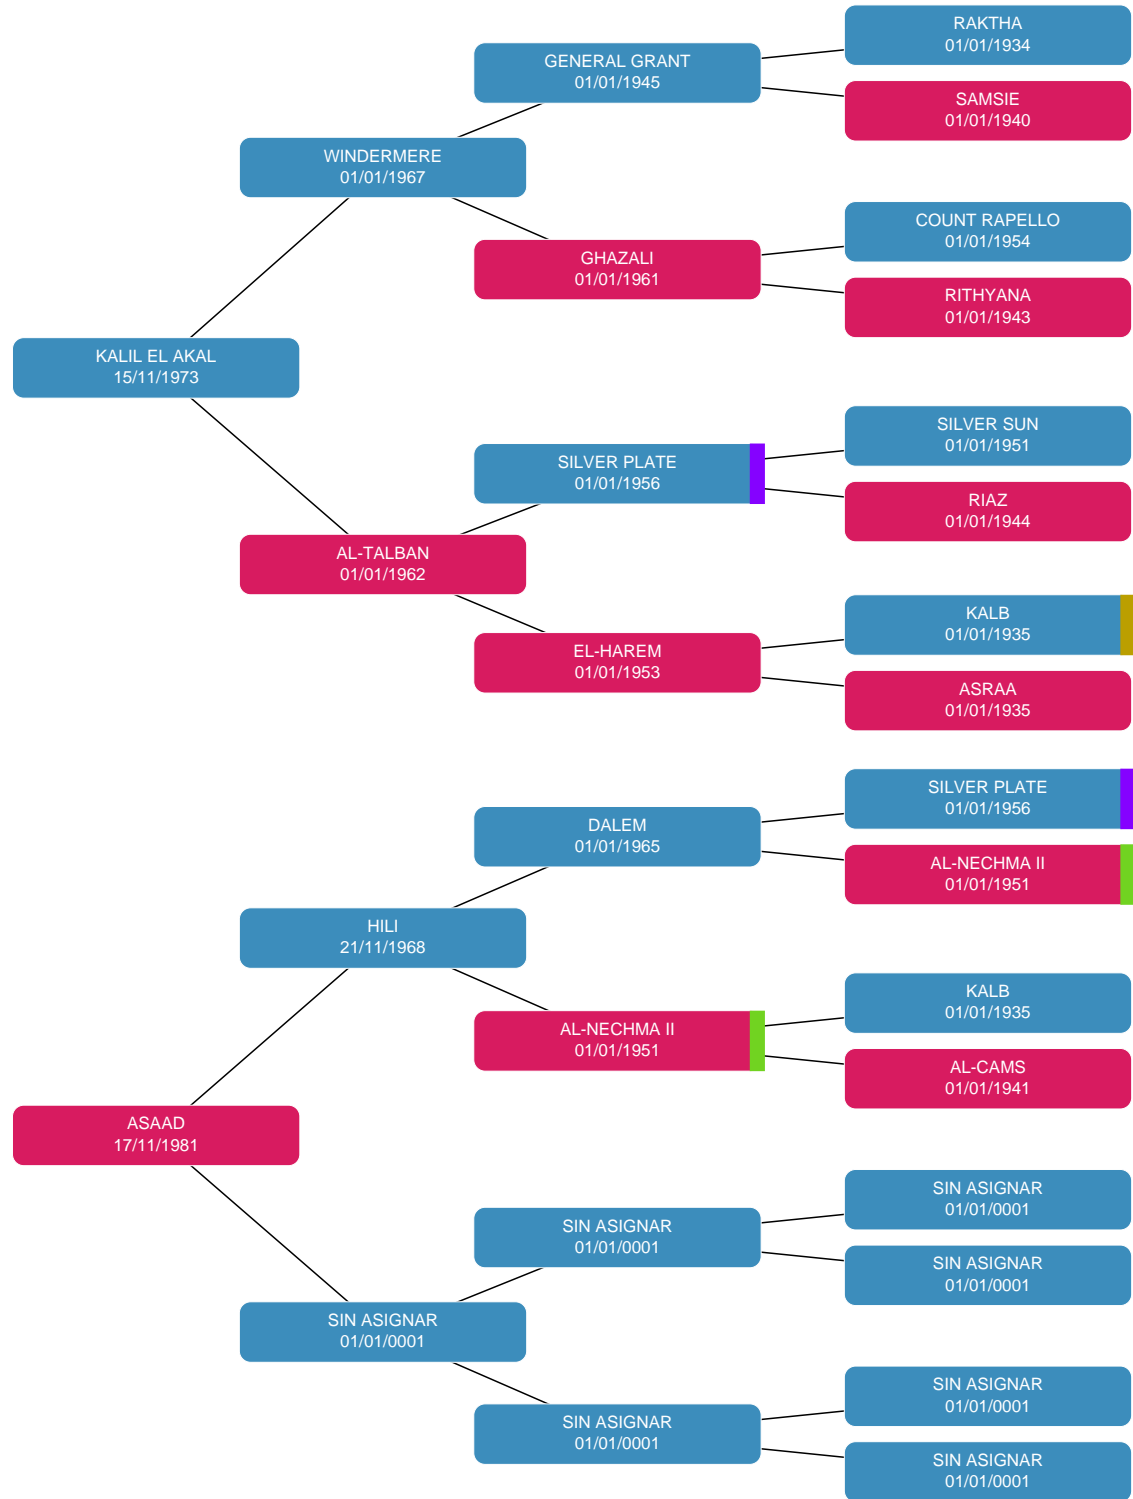 RAKTHA
01/01/1934
GENERAL GRANT
01/01/1945
SAMSIE
01/01/1940
WINDERMERE
01/01/1967
COUNT RAPELLO
01/01/1954
GHAZALI
01/01/1961
RITHYANA
01/01/1943
KALIL EL AKAL
15/11/1973
SILVER SUN
01/01/1951
SILVER PLATE
01/01/1956
RIAZ
01/01/1944
AL-TALBAN
01/01/1962
KALB
01/01/1935
EL-HAREM
01/01/1953
ASRAA
01/01/1935
SILVER PLATE
01/01/1956
DALEM
01/01/1965
AL-NECHMA II
01/01/1951
HILI
21/11/1968
KALB
01/01/1935
AL-NECHMA II
01/01/1951
AL-CAMS
01/01/1941
ASAAD
17/11/1981
SIN ASIGNAR
01/01/0001
SIN ASIGNAR
01/01/0001
SIN ASIGNAR
01/01/0001
SIN ASIGNAR
01/01/0001
SIN ASIGNAR
01/01/0001
SIN ASIGNAR
01/01/0001
SIN ASIGNAR
01/01/0001